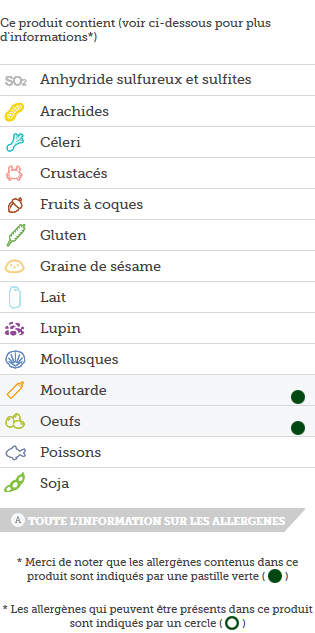 Ce produit contient (voir ci-dessous pour plus
d'informations*)
SO2 Anhydride sulfureux et sulfites
Arachides
Céleri
Crustacés
Fruits à coques
Gluten
Graine de sésame
Lait
Lupin
Mollusques
Moutarde
Oeufs
Poissons
Soja
A TOUTE L'INFORMATION SUR LES ALLERGENES
* Merci de noter que les allergènes contenus dans ce
produit sont indiqués par une pastille verte ( )
* Les allergènes qui peuvent être présents dans ce produit
sont indiqués par un cercle ( )